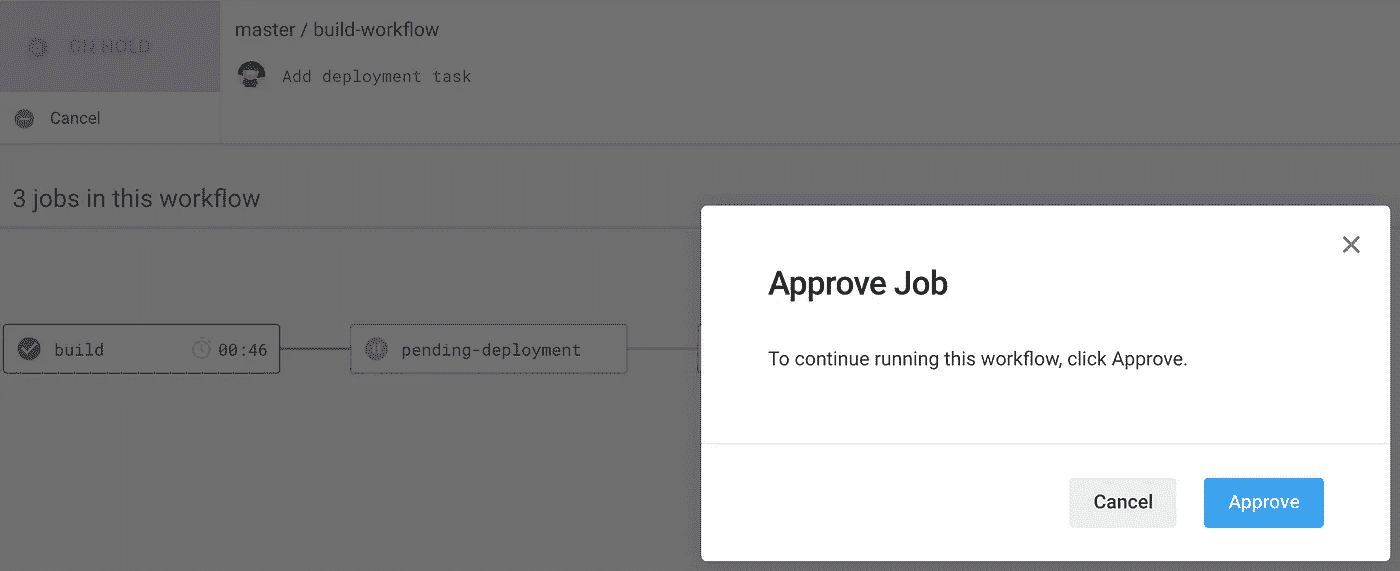 ON HOLD
master / build-workflow
Add deployment task
Cancel
3 jobs in this workflow
build
00:46
pending-deployment
Approve Job
To continue running this workflow, click Approve.
Cancel
Approve